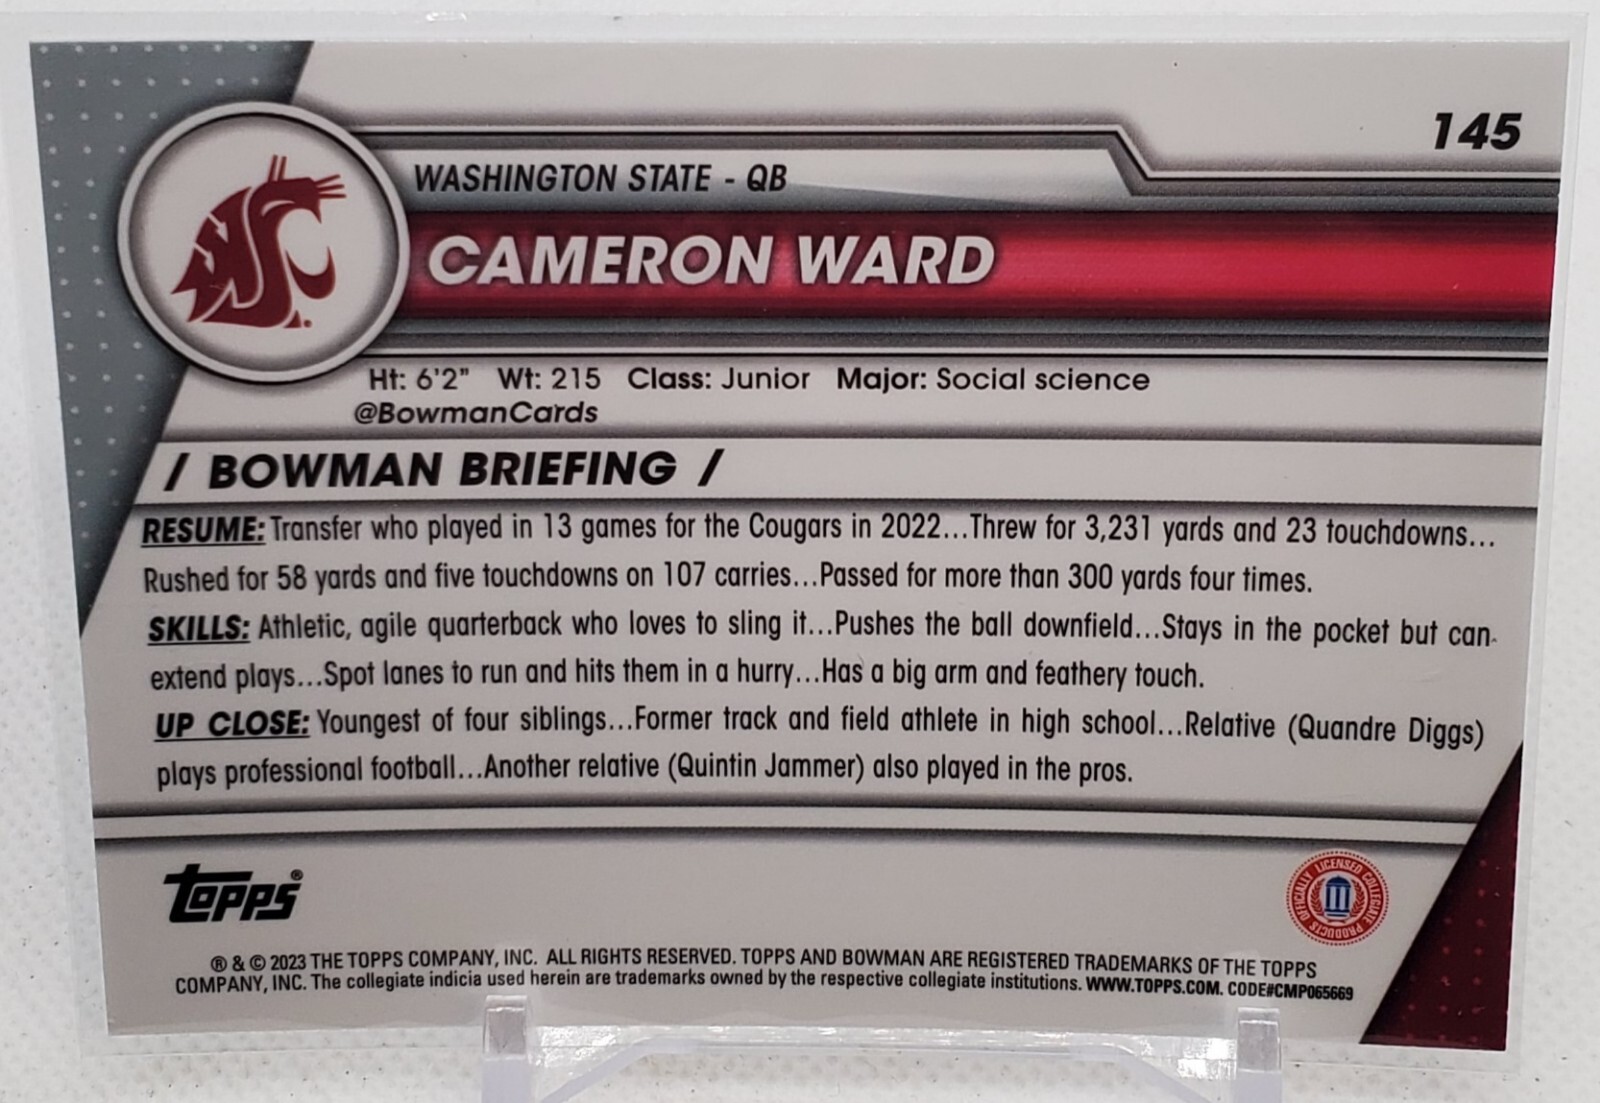 145
WASHINGTON STATE - QB
CAMERON WARD
Ht: 6'2" Wt: 215 Class: Junior Major: Social science
@BowmanCards
/ BOWMAN BRIEFING /
RESUME: Transfer who played in 13 games for the Cougars in 2022...Threw for 3,231 yards and 23 touchdowns...
Rushed for 58 yards and five touchdowns on 107 carries...Passed for more than 300 yards four times.
SKILLS: Athletic, agile quarterback who loves to sling it...Pushes the ball downfield...Stays in the pocket but can
extend plays...Spot lanes to run and hits them in a hurry...Has a big arm and feathery touch.
UP CLOSE: Youngest of four siblings...Former track and field athlete in high school...Relative (Quandre Diggs)
plays professional football...Another relative (Quintin Jammer) also played in the pros.
TOPPS®
OFFICIALLY LICENSED COLLEGIATE PRODUCTS
® & © 2023 THE TOPPS COMPANY, INC. ALL RIGHTS RESERVED. TOPPS AND BOWMAN ARE REGISTERED TRADEMARKS OF THE TOPPS
COMPANY, INC. The collegiate indicia used herein are trademarks owned by the respective collegiate institutions. WWW.TOPPS.COM. CODE#CMP065669